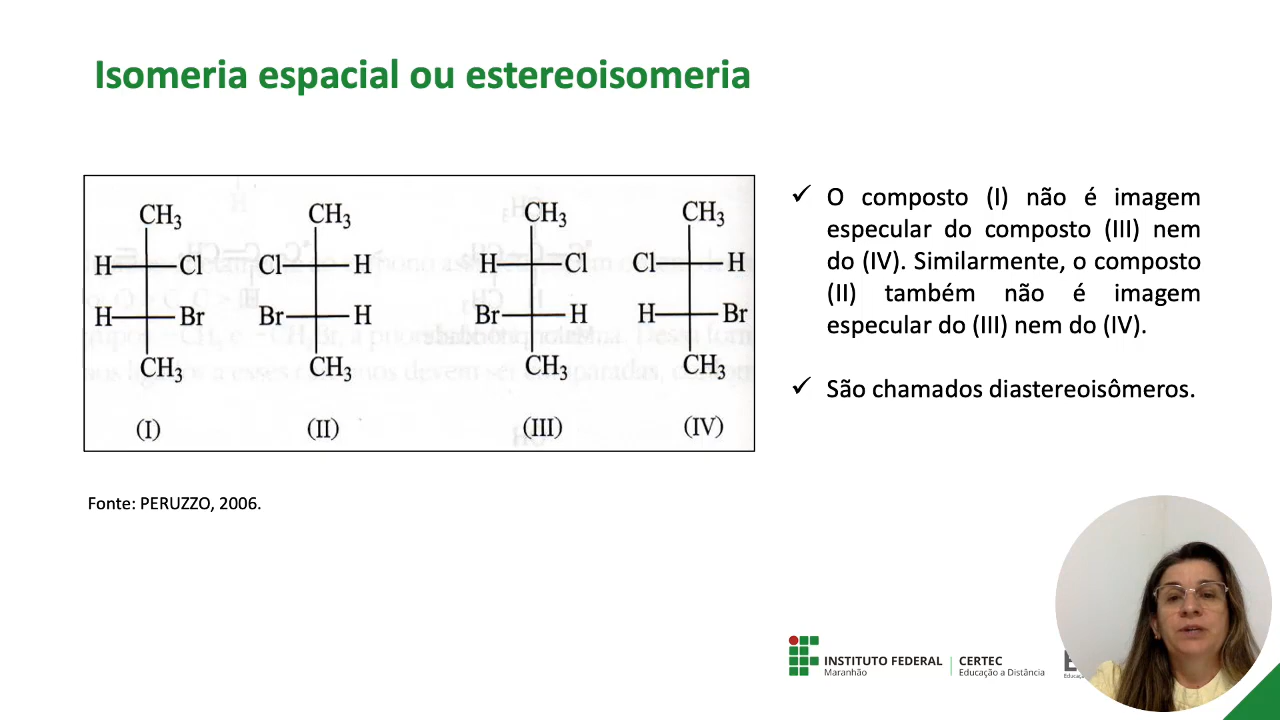 Isomeria espacial ou estereoisomeria
CH3 CH3 CH3 CH3
H Cl Cl H H Cl Cl H
H Br Br H Br H H Br
CH3 CH3 CH3 CH3
(I) (II) (III) (IV)
Fonte: PERUZZO, 2006.
✓ O composto (I) não é imagem
especular do composto (III) nem
do (IV). Similarmente, o composto
(II) também não é imagem
especular do (III) nem do (IV).
✓ São chamados diastereoisômeros.
INSTITUTO FEDERAL
Maranhão
CERTEC
Educação a Distância